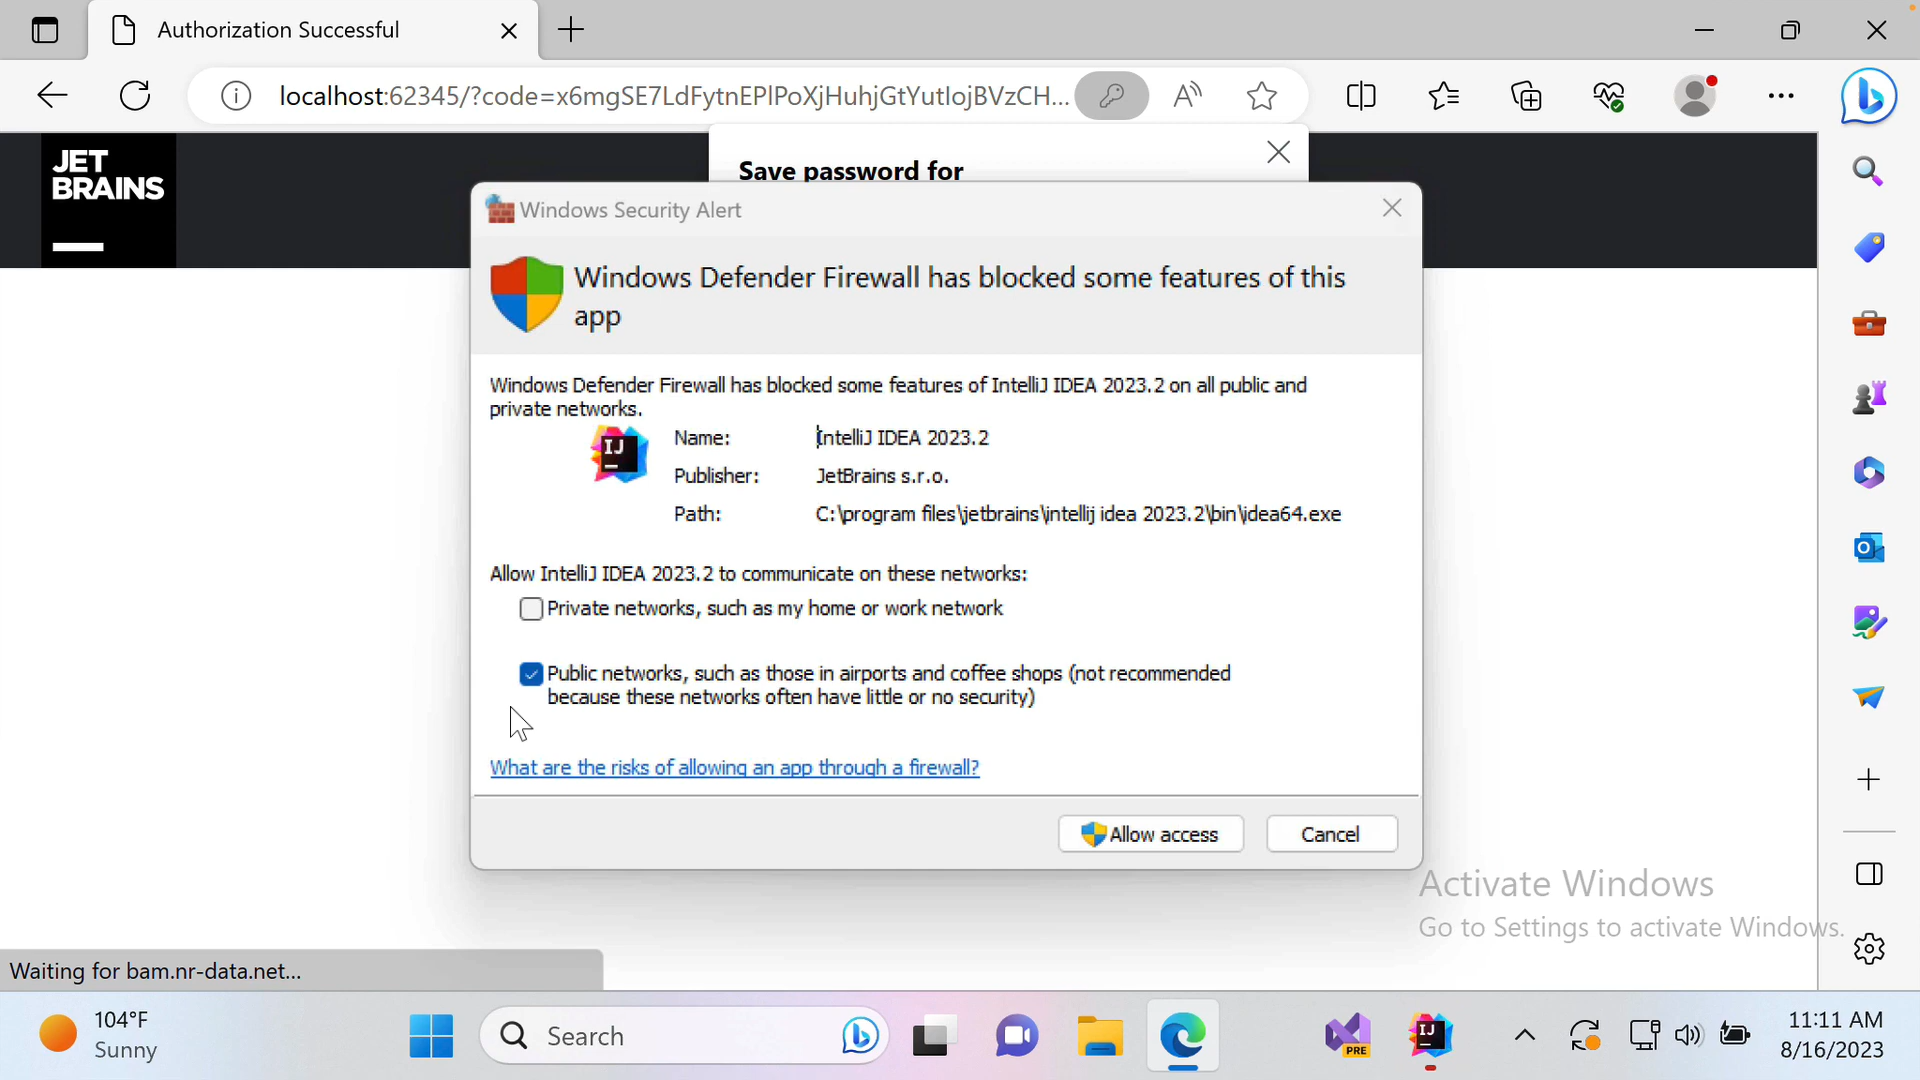 Authorization Successful
localhost:62345/?code=x6mgSE7LdFytnEPlPoXjHuhjGtYutIojBVzCH...
JET
BRAINS
Save password for
Windows Security Alert
Windows Defender Firewall has blocked some features of this
app
Windows Defender Firewall has blocked some features of IntelliJ IDEA 2023.2 on all public and
private networks.
IJ
Name: IntelliJ IDEA 2023.2
Publisher: JetBrains s.r.o.
Path: C:\program files\jetbrains\intellij idea 2023.2\bin\idea64.exe
Allow IntelliJ IDEA 2023.2 to communicate on these networks:
Private networks, such as my home or work network
Public networks, such as those in airports and coffee shops (not recommended
because these networks often have little or no security)
What are the risks of allowing an app through a firewall?
Allow access
Cancel
Activate Windows
Go to Settings to activate Windows.
Waiting for bam.nr-data.net...
104°F
Sunny
Search
PRE
IJ
11:11 AM
8/16/2023